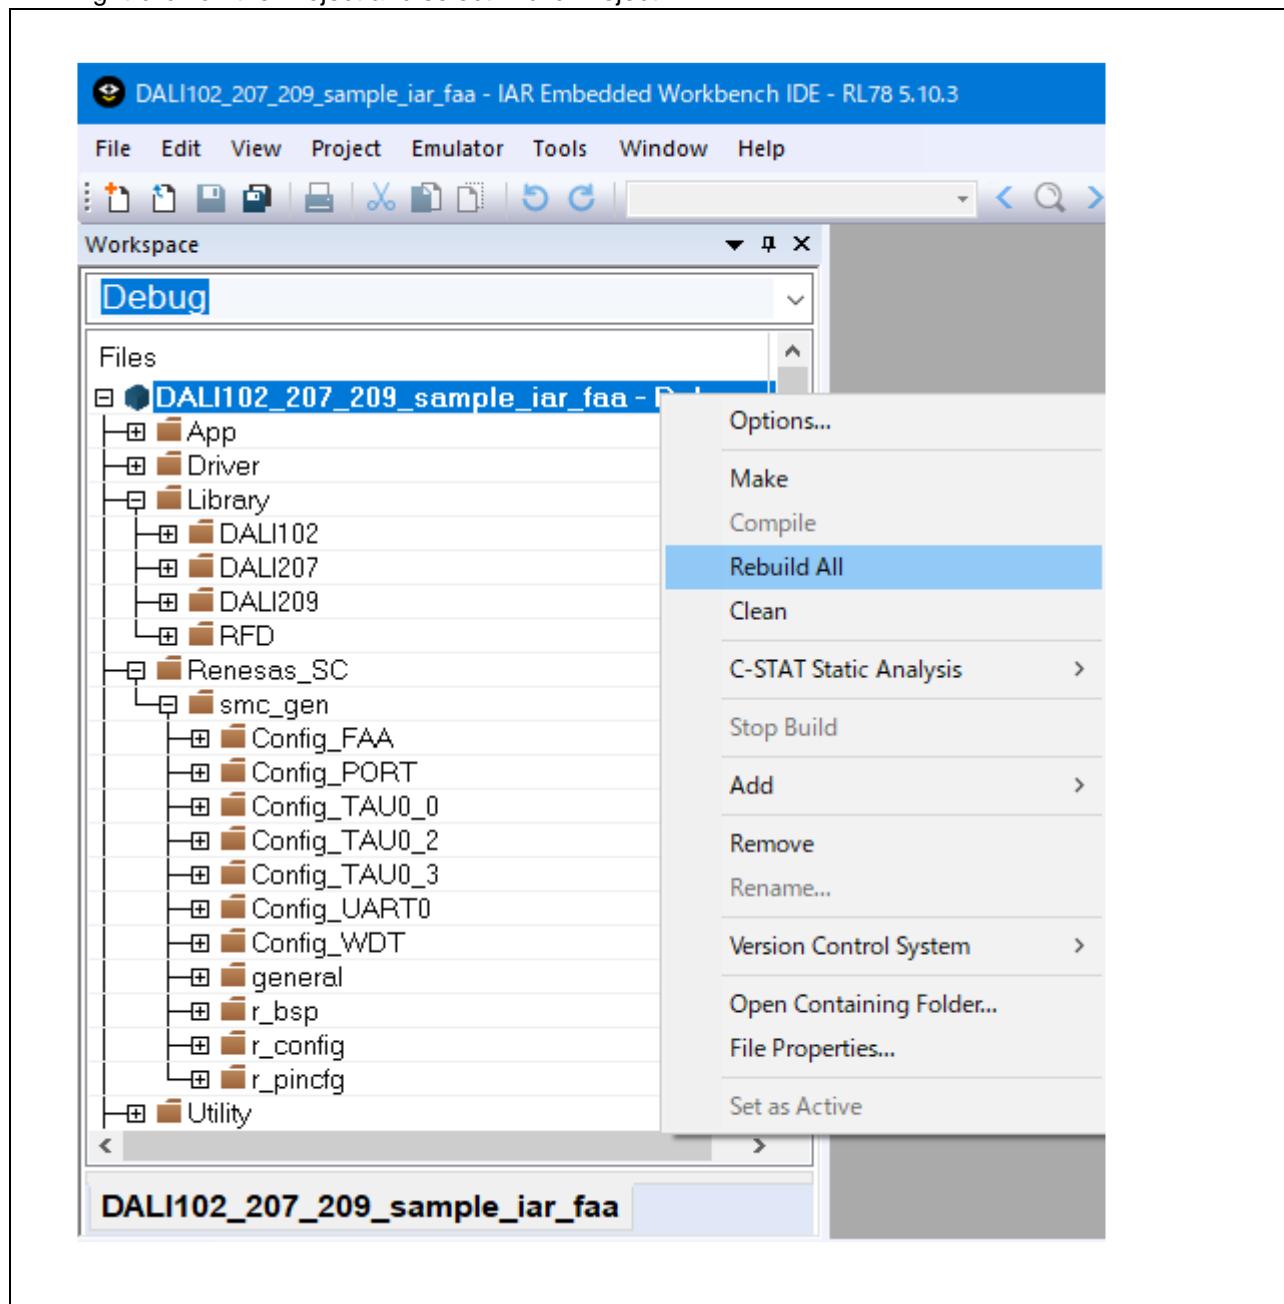 DALI102_207_209_sample_iar_faa - IAR Embedded Workbench IDE - RL78 5.10.3
File Edit View Project Emulator Tools Window Help
Workspace
Debug
Files
DALI102_207_209_sample_iar_faa -
App
Driver
Library
DALI102
DALI207
DALI209
RFD
Renesas_SC
smc_gen
Config_FAA
Config_PORT
Config_TAU0_0
Config_TAU0_2
Config_TAU0_3
Config_UART0
Config_WDT
general
r_bsp
r_config
r_pincfg
Utility
DALI102_207_209_sample_iar_faa
Options...
Make
Compile
Rebuild All
Clean
C-STAT Static Analysis
Stop Build
Add
Remove
Rename...
Version Control System
Open Containing Folder...
File Properties...
Set as Active